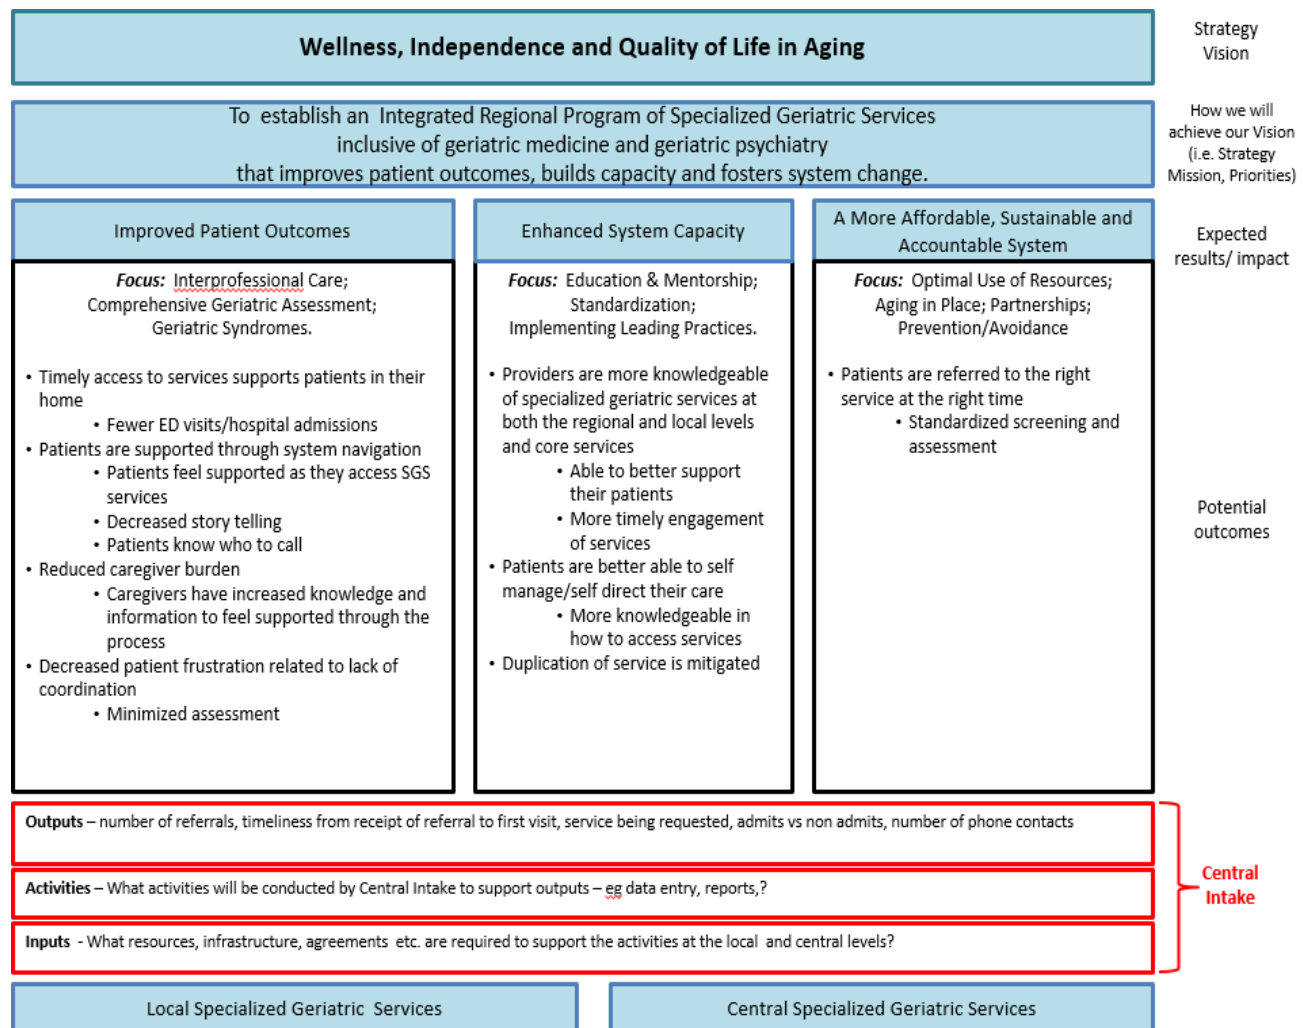 Wellness, Independence and Quality of Life in Aging
Strategy
Vision
To establish an Integrated Regional Program of Specialized Geriatric Services
inclusive of geriatric medicine and geriatric psychiatry
that improves patient outcomes, builds capacity and fosters system change.
How we will
achieve our Vision
(i.e. Strategy
Mission, Priorities)
Improved Patient Outcomes
Enhanced System Capacity
A More Affordable, Sustainable and
Accountable System
Expected
results/ impact
Focus: Interprofessional Care;
Comprehensive Geriatric Assessment;
Geriatric Syndromes.
• Timely access to services supports patients in their
home
• Fewer ED visits/hospital admissions
• Patients are supported through system navigation
• Patients feel supported as they access SGS
services
• Decreased story telling
• Patients know who to call
• Reduced caregiver burden
• Caregivers have increased knowledge and
information to feel supported through the
process
• Decreased patient frustration related to lack of
coordination
• Minimized assessment
Focus: Education & Mentorship;
Standardization;
Implementing Leading Practices.
• Providers are more knowledgeable
of specialized geriatric services at
both the regional and local levels
and core services
• Able to better support
their patients
• More timely engagement
of services
• Patients are better able to self
manage/self direct their care
• More knowledgeable in
how to access services
• Duplication of service is mitigated
Focus: Optimal Use of Resources;
Aging in Place; Partnerships;
Prevention/Avoidance
• Patients are referred to the right
service at the right time
• Standardized screening and
assessment
Potential
outcomes
Outputs – number of referrals, timeliness from receipt of referral to first visit, service being requested, admits vs non admits, number of phone contacts
Activities – What activities will be conducted by Central Intake to support outputs – eg data entry, reports,?
Inputs - What resources, infrastructure, agreements etc. are required to support the activities at the local and central levels?
Central
Intake
Local Specialized Geriatric Services
Central Specialized Geriatric Services